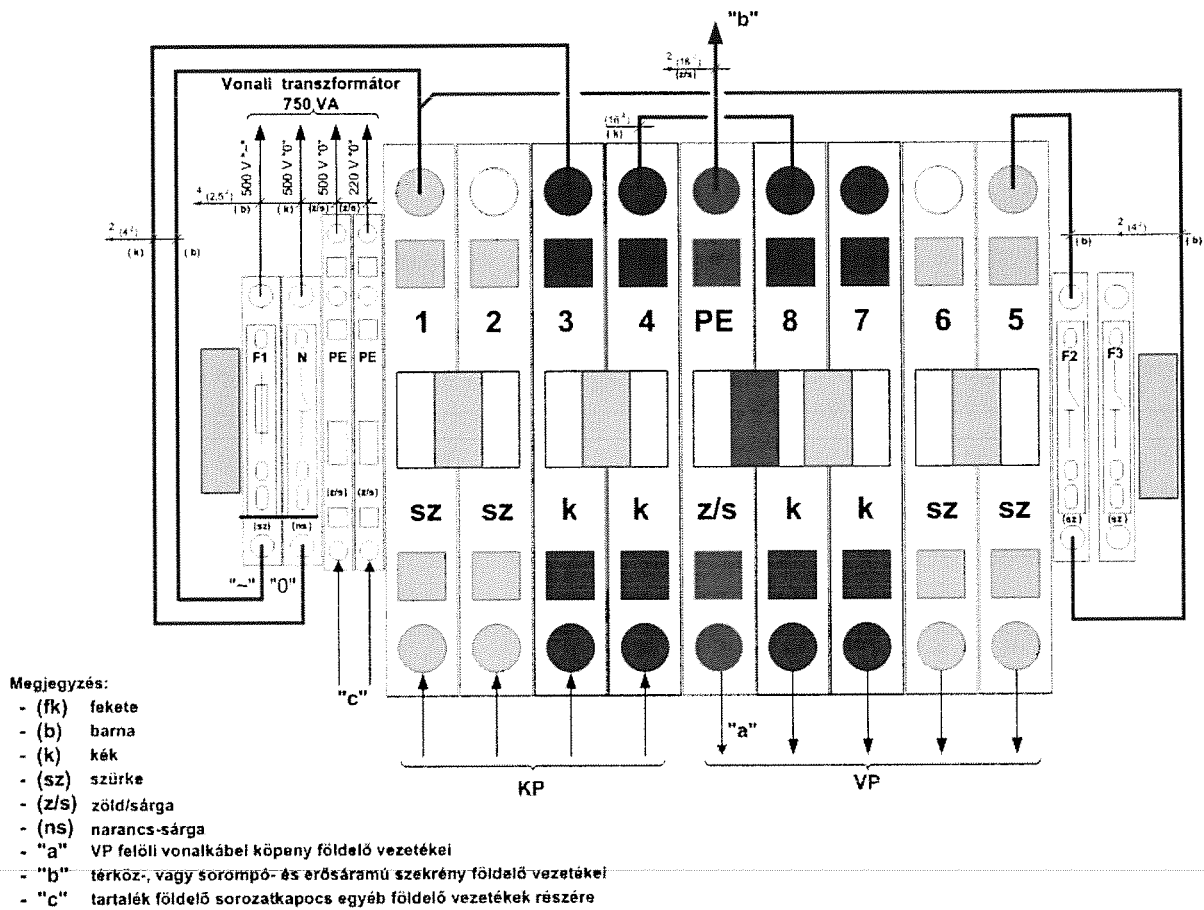 "b"
2 (16²)
(z/s)
Vonali transzformátor
750 VA
500 V "~"
500 V "0"
500 V "0"
220 V "0"
(16²)
(k)
4 (2,5²)
(b) (k) (z/s) (z/s)
2 (4²)
(k) (b)
2 (4²)
(b) (b)
1 2 3 4 PE 8 7 6 5
F1 N PE PE
F2 F3
(z/s) (z/s)
sz sz k k z/s k k sz sz
(sz) (ns)
(sz) (sz)
"~" "0"
"c"
"a"
KP
VP
Megjegyzés:
- (fk) fekete
- (b) barna
- (k) kék
- (sz) szürke
- (z/s) zöld/sárga
- (ns) narancs-sárga
- "a" VP felöli vonalkábel köpeny földelő vezetékei
- "b" térköz-, vagy sorompó- és erősáramú szekrény földelő vezetékei
- "c" tartalék földelő sorozatkapocs egyéb földelő vezetékek részére